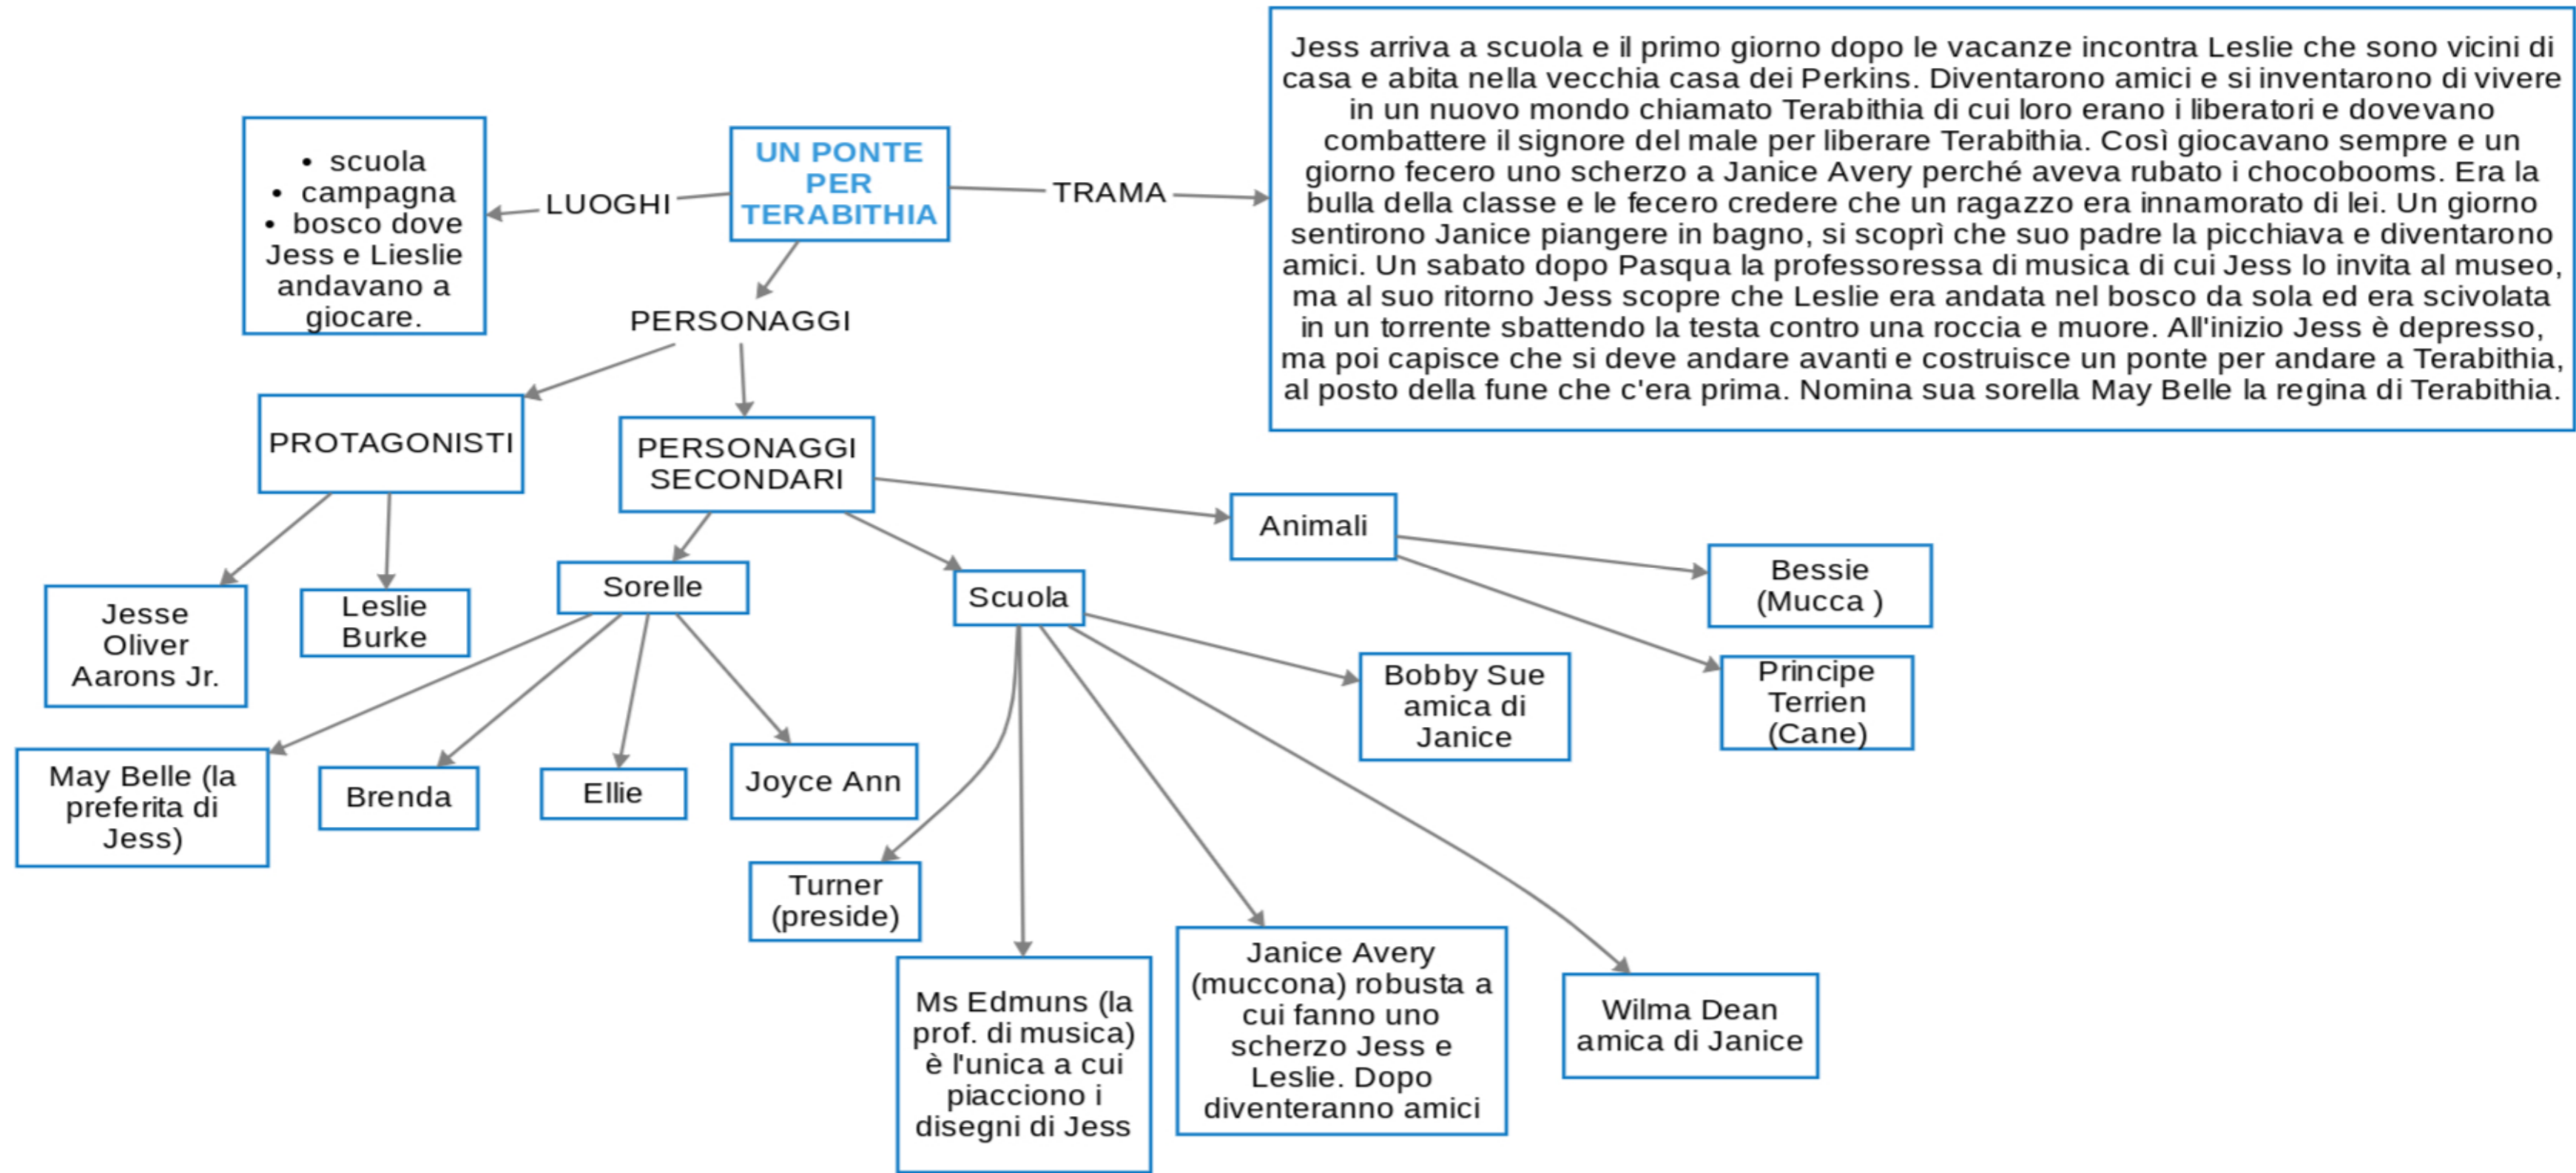 UN PONTE
PER
TERABITHIA
LUOGHI
• scuola
• campagna
• bosco dove
Jess e Lieslie
andavano a
giocare.
TRAMA
Jess arriva a scuola e il primo giorno dopo le vacanze incontra Leslie che sono vicini di
casa e abita nella vecchia casa dei Perkins. Diventarono amici e si inventarono di vivere
in un nuovo mondo chiamato Terabithia di cui loro erano i liberatori e dovevano
combattere il signore del male per liberare Terabithia. Così giocavano sempre e un
giorno fecero uno scherzo a Janice Avery perché aveva rubato i chocobooms. Era la
bulla della classe e le fecero credere che un ragazzo era innamorato di lei. Un giorno
sentirono Janice piangere in bagno, si scoprì che suo padre la picchiava e diventarono
amici. Un sabato dopo Pasqua la professoressa di musica di cui Jess lo invita al museo,
ma al suo ritorno Jess scopre che Leslie era andata nel bosco da sola ed era scivolata
in un torrente sbattendo la testa contro una roccia e muore. All'inizio Jess è depresso,
ma poi capisce che si deve andare avanti e costruisce un ponte per andare a Terabithia,
al posto della fune che c'era prima. Nomina sua sorella May Belle la regina di Terabithia.
PERSONAGGI
PROTAGONISTI
Jesse
Oliver
Aarons Jr.
Leslie
Burke
PERSONAGGI
SECONDARI
Sorelle
May Belle (la
preferita di
Jess)
Brenda
Ellie
Joyce Ann
Scuola
Turner
(preside)
Ms Edmuns (la
prof. di musica)
è l'unica a cui
piacciono i
disegni di Jess
Janice Avery
(muccona) robusta a
cui fanno uno
scherzo Jess e
Leslie. Dopo
diventeranno amici
Wilma Dean
amica di Janice
Bobby Sue
amica di
Janice
Animali
Bessie
(Mucca )
Principe
Terrien
(Cane)